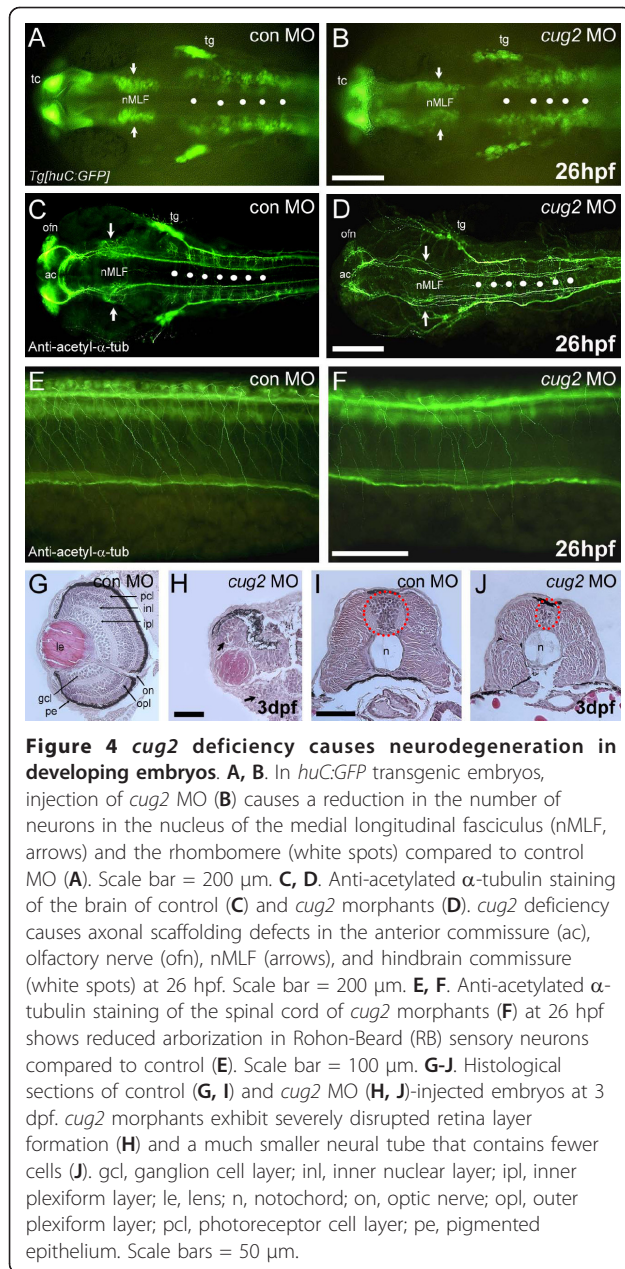 A
con MO
tg
tc
nMLF
Tg[huC:GFP]
B
cug2 MO
tg
tc
nMLF
26hpf
C
con MO
ofn
tg
ac
nMLF
Anti-acetyl-α-tub
D
cug2 MO
ofn
tg
ac
nMLF
26hpf
E
con MO
Anti-acetyl-α-tub
F
cug2 MO
26hpf
G
con MO
pcl
inl
ipl
le
gcl
pe
on
opl
H
cug2 MO
3dpf
I
con MO
n
J
cug2 MO
n
3dpf
Figure 4 cug2 deficiency causes neurodegeneration in
developing embryos. A, B. In huC:GFP transgenic embryos,
injection of cug2 MO (B) causes a reduction in the number of
neurons in the nucleus of the medial longitudinal fasciculus (nMLF,
arrows) and the rhombomere (white spots) compared to control
MO (A). Scale bar = 200 μm. C, D. Anti-acetylated α-tubulin staining
of the brain of control (C) and cug2 morphants (D). cug2 deficiency
causes axonal scaffolding defects in the anterior commissure (ac),
olfactory nerve (ofn), nMLF (arrows), and hindbrain commissure
(white spots) at 26 hpf. Scale bar = 200 μm. E, F. Anti-acetylated α-
tubulin staining of the spinal cord of cug2 morphants (F) at 26 hpf
shows reduced arborization in Rohon-Beard (RB) sensory neurons
compared to control (E). Scale bar = 100 μm. G-J. Histological
sections of control (G, I) and cug2 MO (H, J)-injected embryos at 3
dpf. cug2 morphants exhibit severely disrupted retina layer
formation (H) and a much smaller neural tube that contains fewer
cells (J). gcl, ganglion cell layer; inl, inner nuclear layer; ipl, inner
plexiform layer; le, lens; n, notochord; on, optic nerve; opl, outer
plexiform layer; pcl, photoreceptor cell layer; pe, pigmented
epithelium. Scale bars = 50 μm.